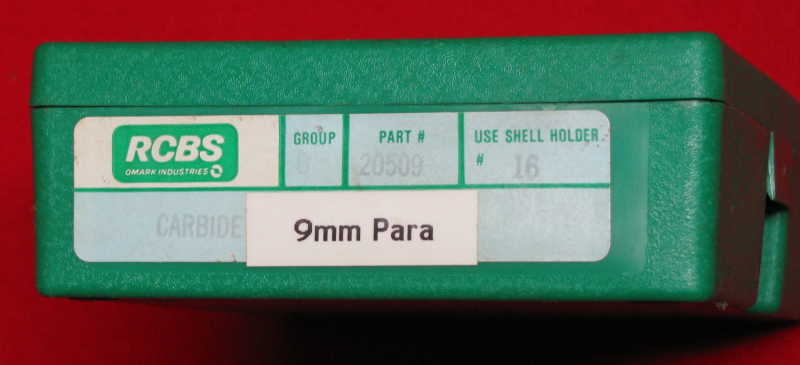 RCBS
OMARK INDUSTRIES
GROUP
PART #
20509
USE SHELL HOLDER
# 16
CARBIDE
9mm Para